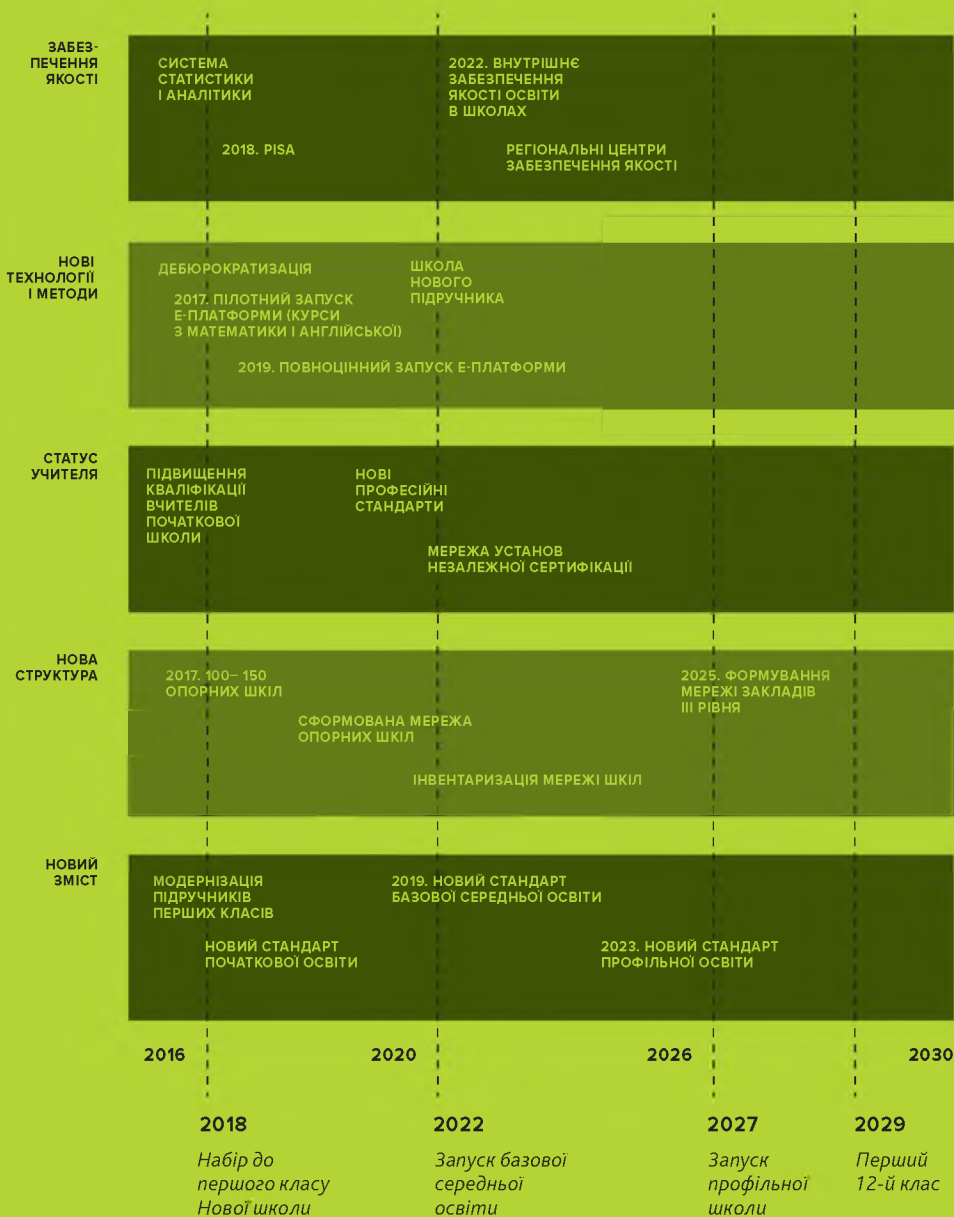 ЗАБЕЗ-
ПЕЧЕННЯ
ЯКОСТІ
СИСТЕМА
СТАТИСТИКИ
І АНАЛІТИКИ
2018. PISA
2022. ВНУТРІШНЄ
ЗАБЕЗПЕЧЕННЯ
ЯКОСТІ ОСВІТИ
В ШКОЛАХ
РЕГІОНАЛЬНІ ЦЕНТРИ
ЗАБЕЗПЕЧЕННЯ ЯКОСТІ
НОВІ
ТЕХНОЛОГІЇ
І МЕТОДИ
ДЕБЮРОКРАТИЗАЦІЯ
2017. ПІЛОТНИЙ ЗАПУСК
Е-ПЛАТФОРМИ (КУРСИ
З МАТЕМАТИКИ І АНГЛІЙСЬКОЇ)
ШКОЛА
НОВОГО
ПІДРУЧНИКА
2019. ПОВНОЦІННИЙ ЗАПУСК Е-ПЛАТФОРМИ
СТАТУС
УЧИТЕЛЯ
ПІДВИЩЕННЯ
КВАЛІФІКАЦІЇ
ВЧИТЕЛІВ
ПОЧАТКОВОЇ
ШКОЛИ
НОВІ
ПРОФЕСІЙНІ
СТАНДАРТИ
МЕРЕЖА УСТАНОВ
НЕЗАЛЕЖНОЇ СЕРТИФІКАЦІЇ
НОВА
СТРУКТУРА
2017. 100– 150
ОПОРНИХ ШКІЛ
СФОРМОВАНА МЕРЕЖА
ОПОРНИХ ШКІЛ
ІНВЕНТАРИЗАЦІЯ МЕРЕЖІ ШКІЛ
2025. ФОРМУВАННЯ
МЕРЕЖІ ЗАКЛАДІВ
ІІІ РІВНЯ
НОВИЙ
ЗМІСТ
МОДЕРНІЗАЦІЯ
ПІДРУЧНИКІВ
ПЕРШИХ КЛАСІВ
НОВИЙ СТАНДАРТ
ПОЧАТКОВОЇ ОСВІТИ
2019. НОВИЙ СТАНДАРТ
БАЗОВОЇ СЕРЕДНЬОЇ ОСВІТИ
2023. НОВИЙ СТАНДАРТ
ПРОФІЛЬНОЇ ОСВІТИ
2016
2020
2026
2030
2018
Набір до
першого класу
Нової школи
2022
Запуск базової
середньої
освіти
2027
Запуск
профільної
школи
2029
Перший
12-й клас